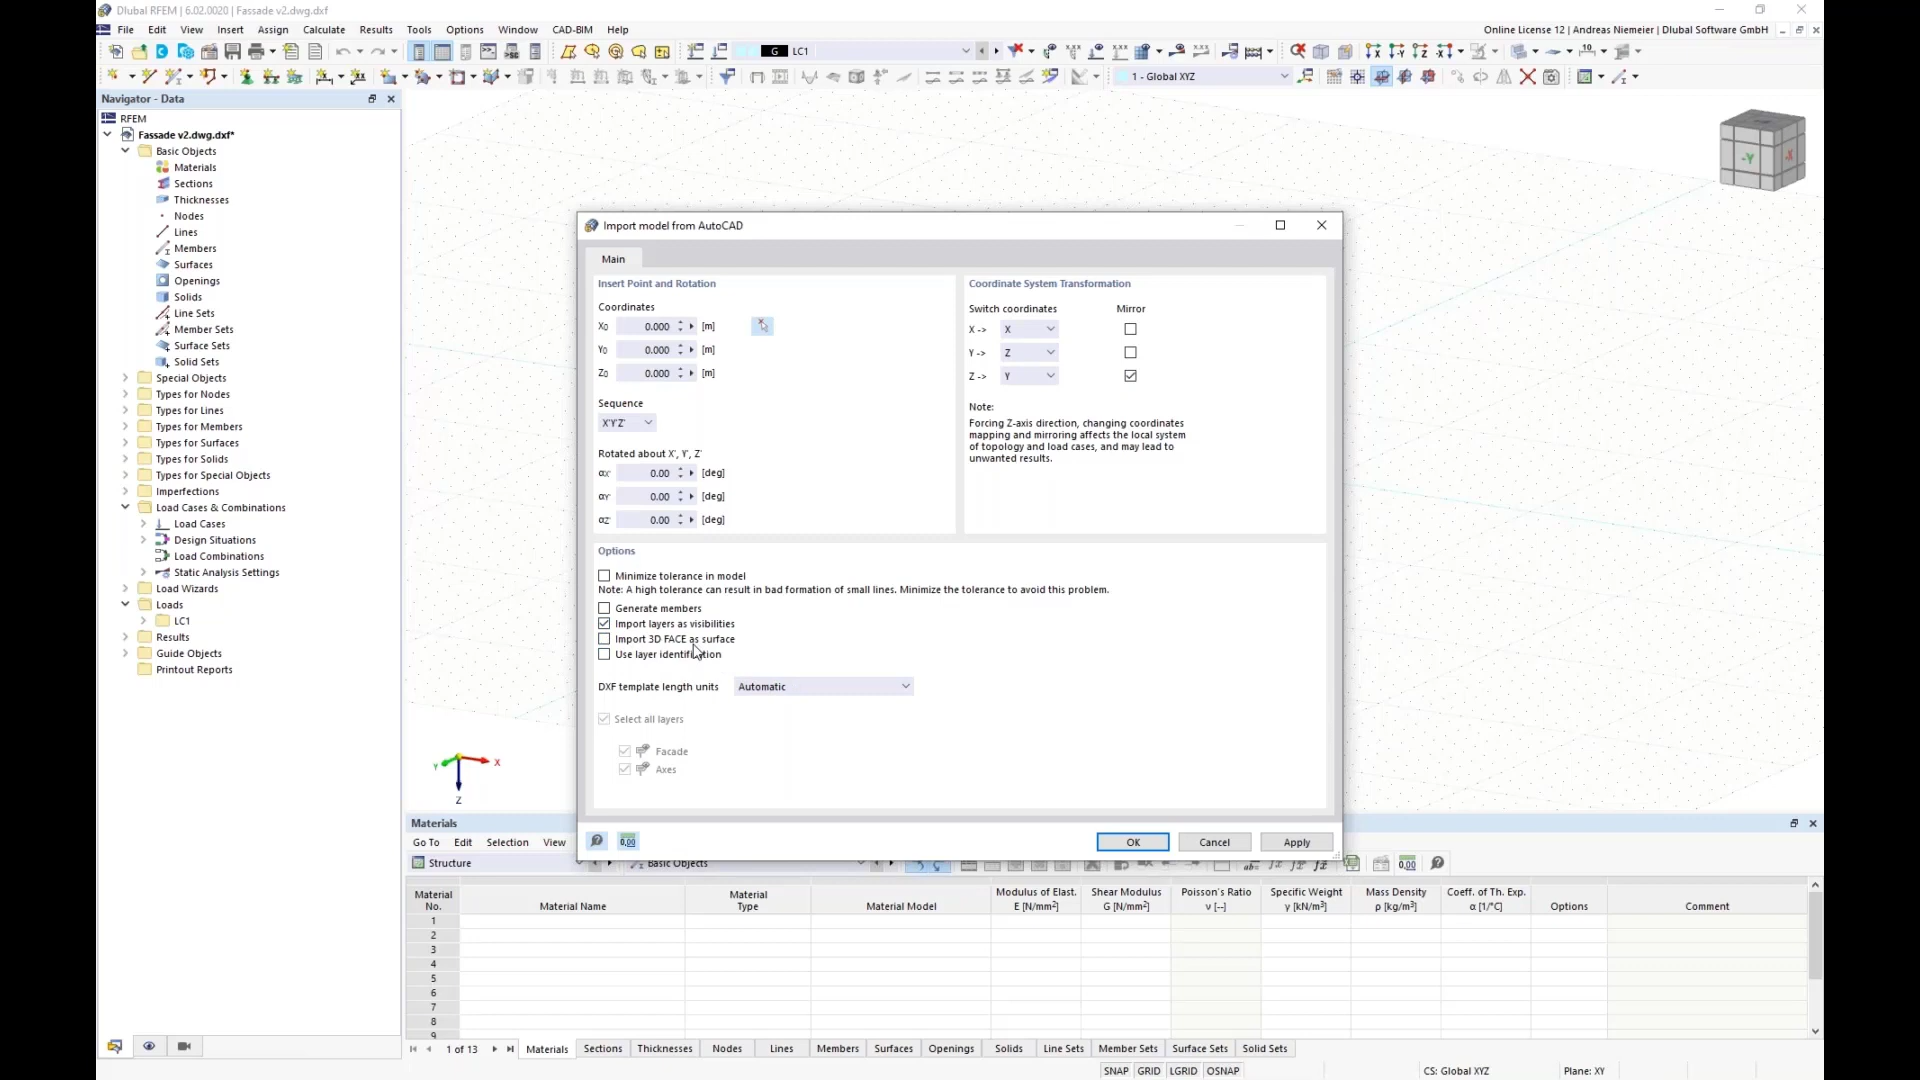 Dlubal RFEM | 6.02.0020 | Fassade v2.dwg.dxf
File Edit View Insert Assign Calculate Results Tools Options Window CAD-BIM Help
Online License 12 | Andreas Niemeier | Dlubal Software GmbH
G LC1
1 - Global XYZ
Navigator - Data
RFEM
Fassade v2.dwg.dxf*
Basic Objects
Materials
Sections
Thicknesses
Nodes
Lines
Members
Surfaces
Openings
Solids
Line Sets
Member Sets
Surface Sets
Solid Sets
Special Objects
Types for Nodes
Types for Lines
Types for Members
Types for Surfaces
Types for Solids
Types for Special Objects
Imperfections
Load Cases & Combinations
Load Cases
Design Situations
Load Combinations
Static Analysis Settings
Load Wizards
Loads
LC1
Results
Guide Objects
Printout Reports
-Y -X
X
Y
Z
Import model from AutoCAD
Main
Insert Point and Rotation
Coordinates
X0 0.000 [m]
Y0 0.000 [m]
Z0 0.000 [m]
Sequence
X'Y'Z'
Rotated about X', Y', Z'
αX' 0.00 [deg]
αY' 0.00 [deg]
αZ' 0.00 [deg]
Coordinate System Transformation
Switch coordinates Mirror
X -> X
Y -> Z
Z -> Y
Note:
Forcing Z-axis direction, changing coordinates
mapping and mirroring affects the local system
of topology and load cases, and may lead to
unwanted results.
Options
Minimize tolerance in model
Note: A high tolerance can result in bad formation of small lines. Minimize the tolerance to avoid this problem.
Generate members
Import layers as visibilities
Import 3D FACE as surface
Use layer identification
DXF template length units Automatic
Select all layers
Facade
Axes
OK Cancel Apply
Materials
Go To Edit Selection View
Structure Basic Objects
Material No. Material Name Material Type Material Model Modulus of Elast. E [N/mm²] Shear Modulus G [N/mm²] Poisson's Ratio ν [--] Specific Weight γ [kN/m³] Mass Density ρ [kg/m³] Coeff. of Th. Exp. α [1/°C] Options Comment
1
2
3
4
5
6
7
8
9
1 of 13 Materials Sections Thicknesses Nodes Lines Members Surfaces Openings Solids Line Sets Member Sets Surface Sets Solid Sets
SNAP GRID LGRID OSNAP CS: Global XYZ Plane: XY